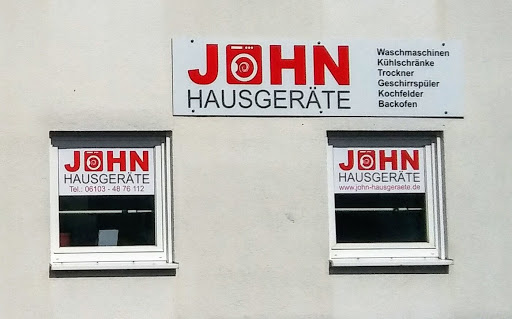 JOHN
HAUSGERÄTE
Waschmaschinen
Kühlschränke
Trockner
Geschirrspüler
Kochfelder
Backofen
JOHN
HAUSGERÄTE
Tel.: 06103 - 48 76 112
JOHN
HAUSGERÄTE
www.john-hausgeraete.de